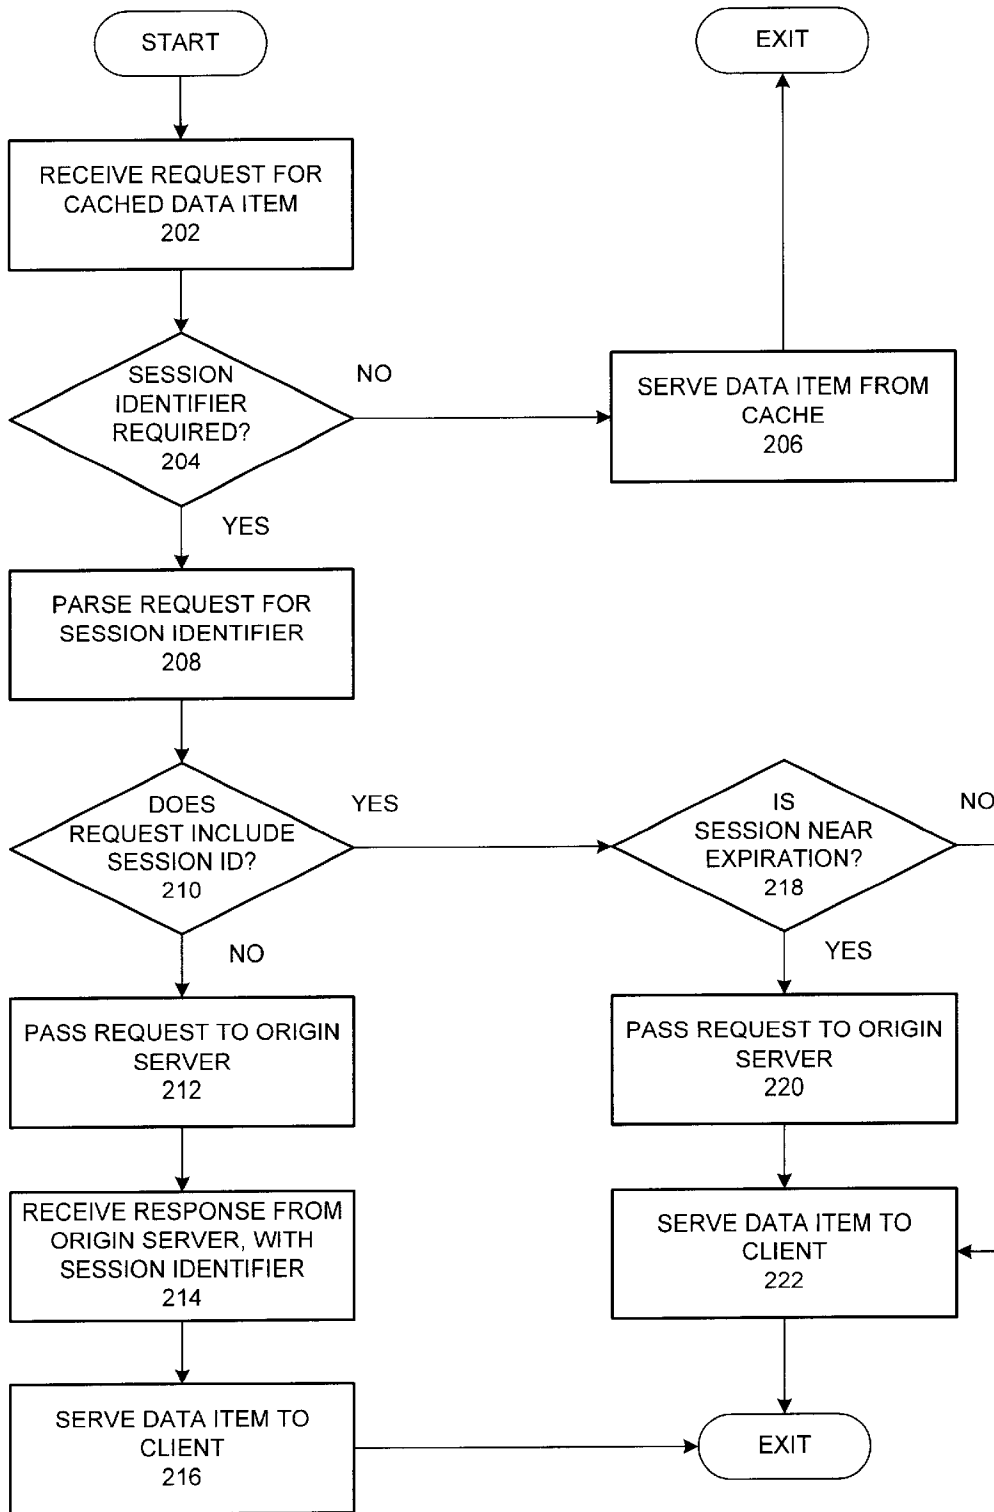 START
EXIT
RECEIVE REQUEST FOR
CACHED DATA ITEM
202
SESSION
IDENTIFIER
REQUIRED?
204
NO
SERVE DATA ITEM FROM
CACHE
206
YES
PARSE REQUEST FOR
SESSION IDENTIFIER
208
DOES
REQUEST INCLUDE
SESSION ID?
210
YES
IS
SESSION NEAR
EXPIRATION?
218
NO
NO
YES
PASS REQUEST TO ORIGIN
SERVER
212
PASS REQUEST TO ORIGIN
SERVER
220
RECEIVE RESPONSE FROM
ORIGIN SERVER, WITH
SESSION IDENTIFIER
214
SERVE DATA ITEM TO
CLIENT
222
SERVE DATA ITEM TO
CLIENT
216
EXIT